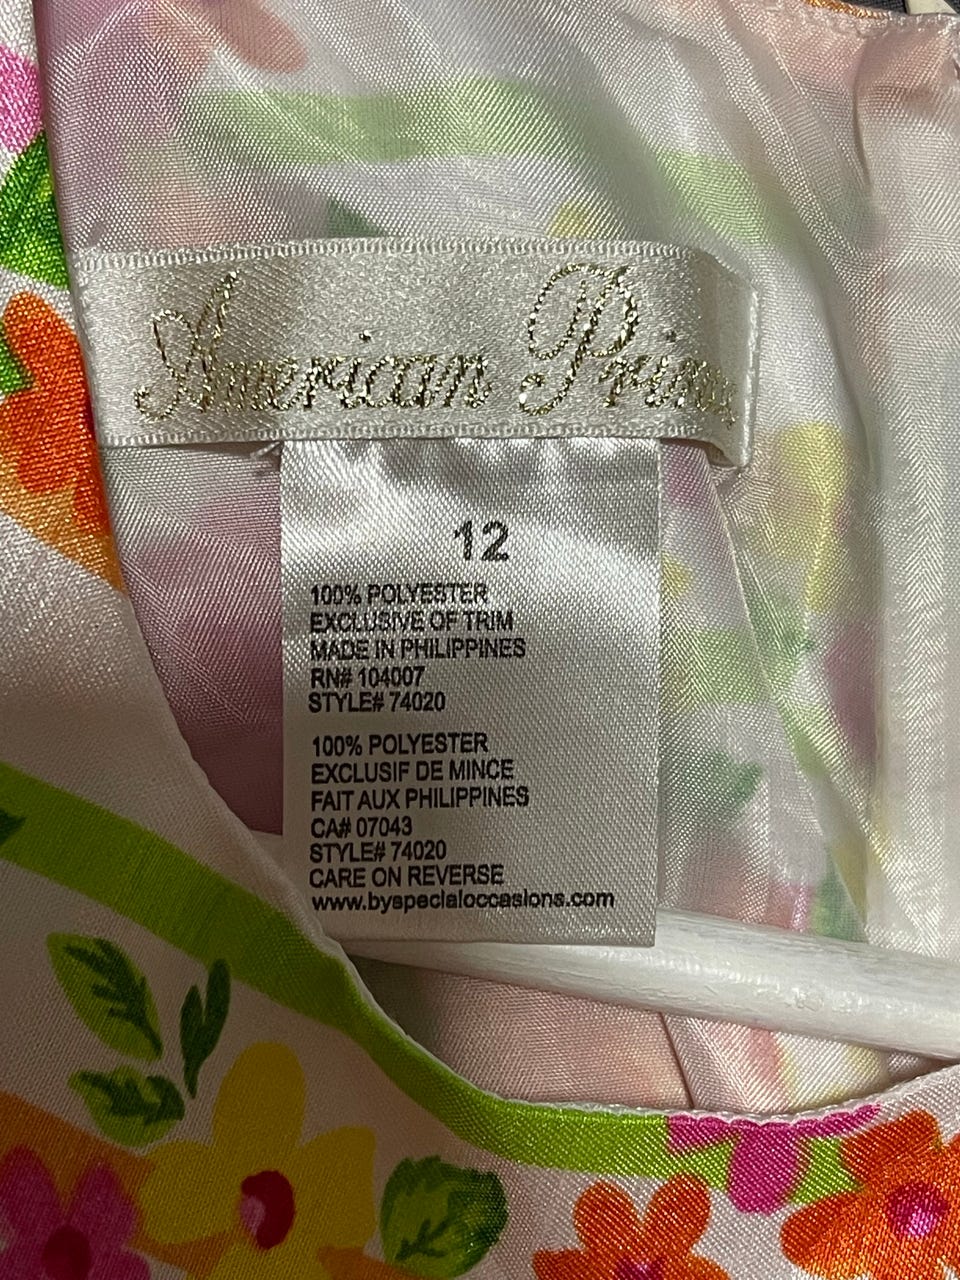 American
12
100% POLYESTER
EXCLUSIVE OF TRIM
MADE IN PHILIPPINES
RN# 104007
STYLE# 74020
100% POLYESTER
EXCLUSIF DE MINCE
FAIT AUX PHILIPPINES
CA# 07043
STYLE# 74020
CARE ON REVERSE
www.byspecialoccasions.com